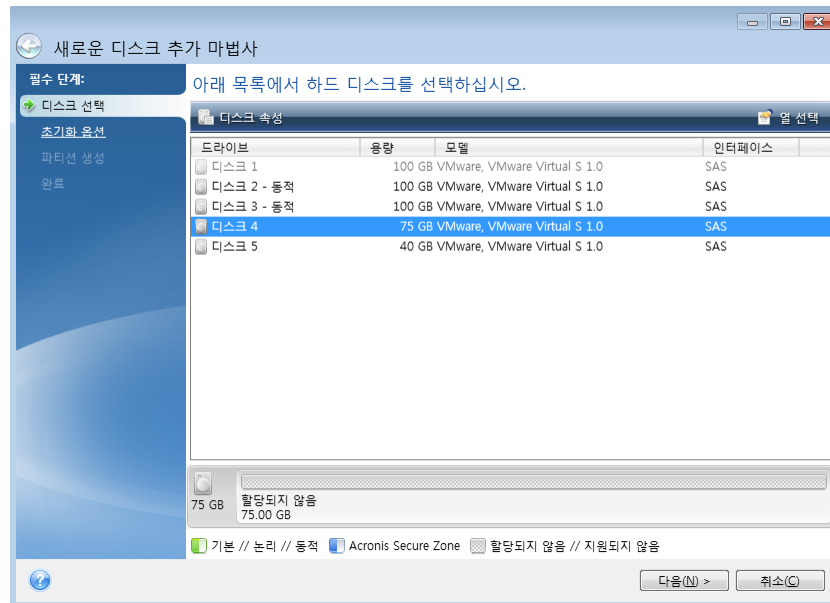 새로운 디스크 추가 마법사
필수 단계:
디스크 선택
초기화 옵션
파티션 생성
완료
아래 목록에서 하드 디스크를 선택하십시오.
디스크 속성 열 선택
드라이브 용량 모델 인터페이스
디스크 1 100 GB VMware, VMware Virtual S 1.0 SAS
디스크 2 - 동적 100 GB VMware, VMware Virtual S 1.0 SAS
디스크 3 - 동적 100 GB VMware, VMware Virtual S 1.0 SAS
디스크 4 75 GB VMware, VMware Virtual S 1.0 SAS
디스크 5 40 GB VMware, VMware Virtual S 1.0 SAS
75 GB
할당되지 않음
75.00 GB
기본 // 논리 // 동적 Acronis Secure Zone 할당되지 않음 // 지원되지 않음
다음(N) > 취소(C)